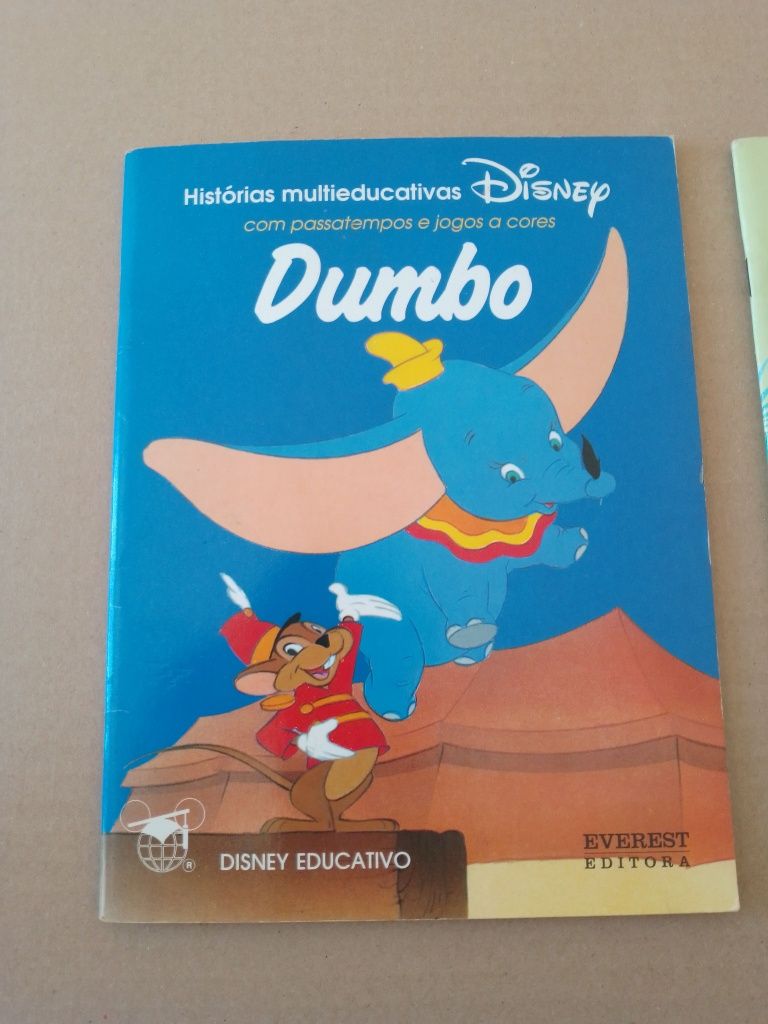 Histórias multieducativas Disney
com passatempos e jogos a cores
Dumbo
DISNEY EDUCATIVO
®
EVEREST
EDITORA